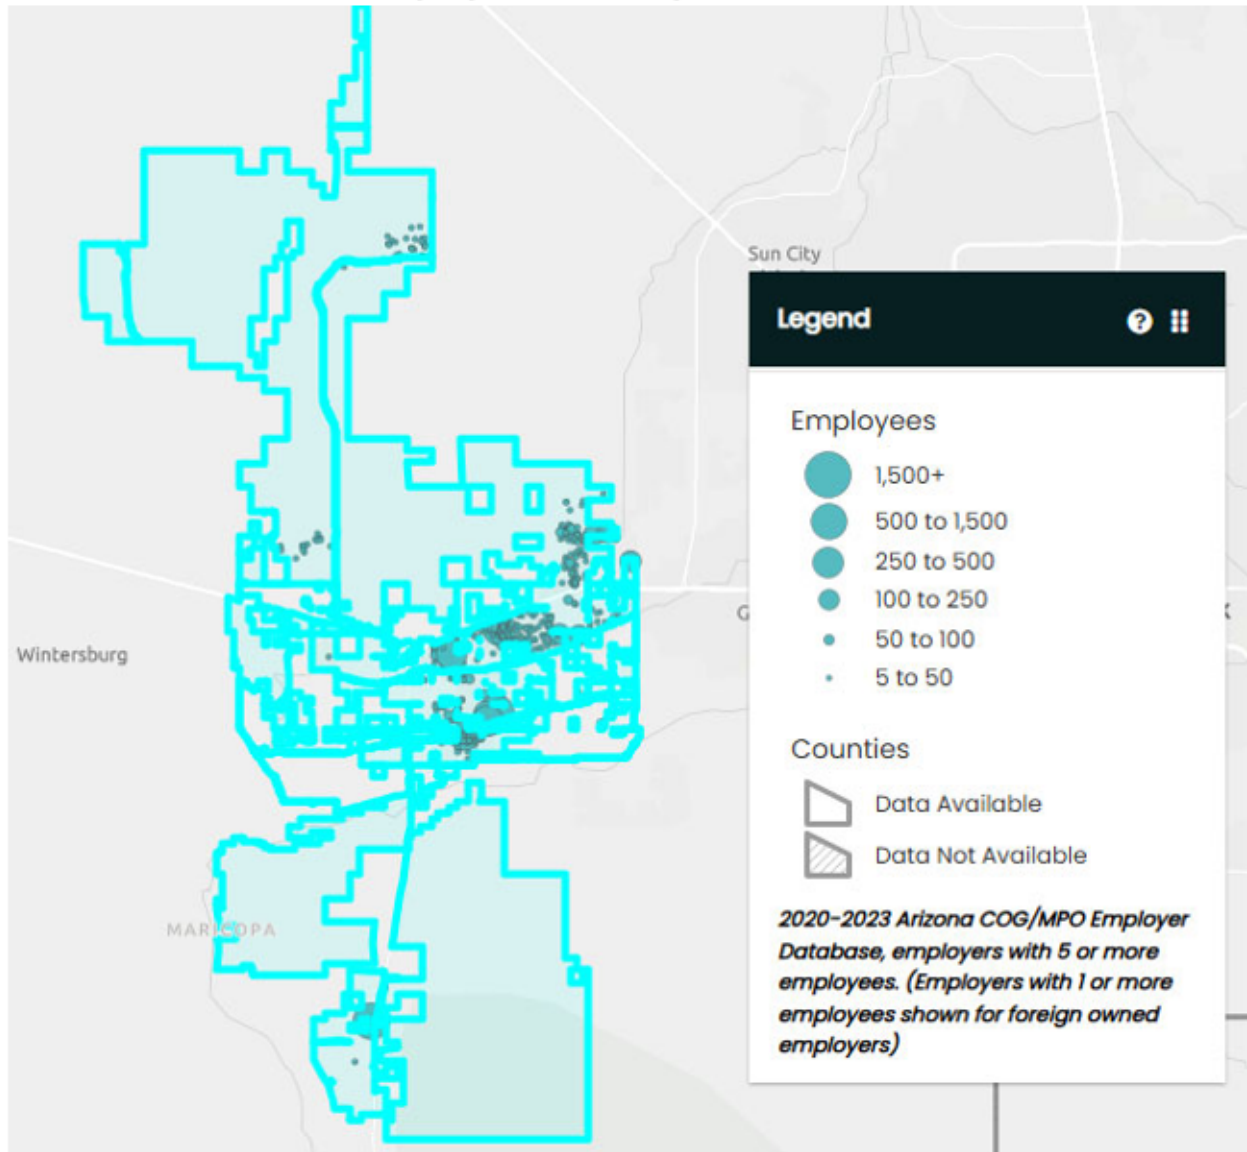 Sun City
Legend
?
Employees
1,500+
500 to 1,500
250 to 500
100 to 250
50 to 100
5 to 50
G
Wintersburg
Counties
Data Available
Data Not Available
MARICOPA
2020-2023 Arizona COG/MPO Employer
Database, employers with 5 or more
employees. (Employers with 1 or more
employees shown for foreign owned
employers)